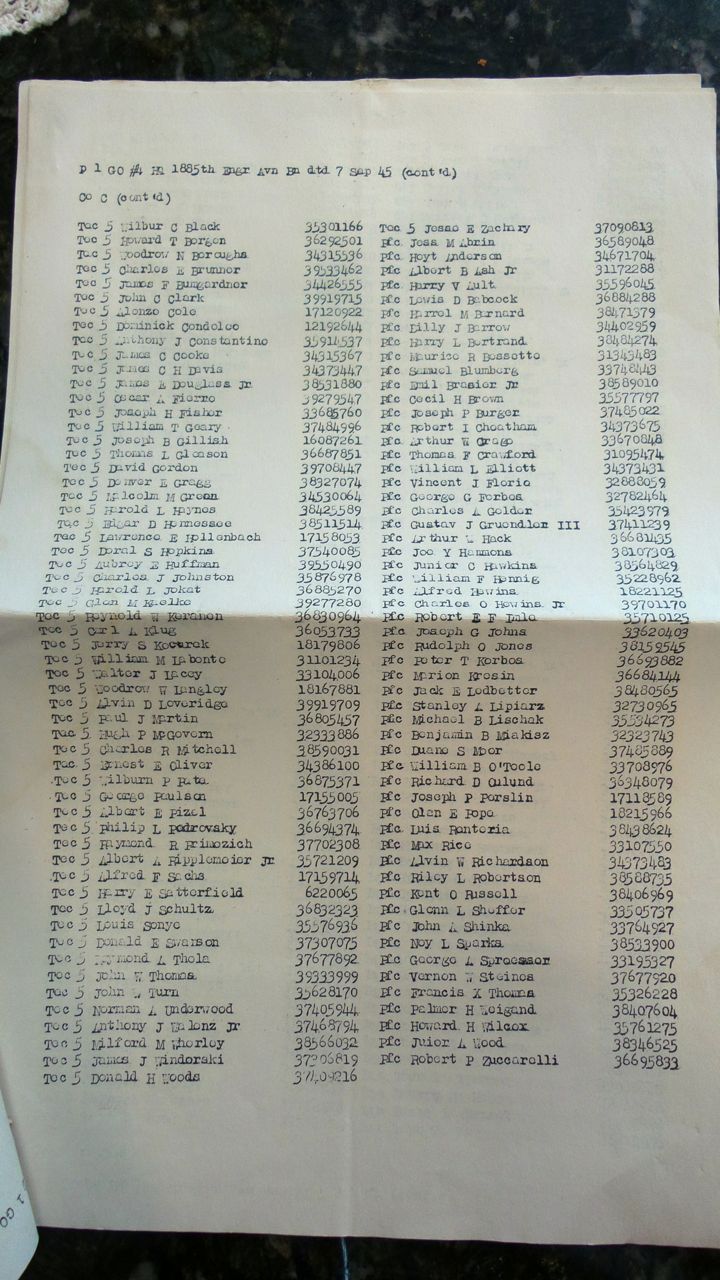 P 1 GO #4 Hq 1885th Engr Avn Bn dtd 7 Sep 45 (cont'd)
Co C (cont'd)
Tec 5 Wilbur C Black 35301166 Tec 5 Jesse E Zachry 37090813
Tec 5 Howard T Borgen 36292501 Pfc Jess M Abrin 36589048
Tec 5 Woodrow N Boroughs 34315536 Pfc Hoyt Anderson 34671704
Tec 5 Charles E Brunner 39533462 Pfc Albert B Ash Jr 31172288
Tec 5 James F Bumgardner 34426555 Pfc Harry V Ault 35596045
Tec 5 John C Clark 39919715 Pfc Lewis D Babcock 36884288
Tec 5 Alonzo Cole 17120922 Pfc Harrel M Barnard 38471379
Tec 5 Dominick Condeloo 12192644 Pfc Billy J Barrow 34402959
Tec 5 Anthony J Constantino 35914537 Pfc Harry L Bertrand 38484274
Tec 5 James C Cooke 34315367 Pfc Maurice R Bessette 31343483
Tec 5 James C H Davis 34373447 Pfc Samuel Blumberg 33748443
Tec 5 James E Douglass Jr 38531880 Pfc Emil Brasier Jr 38589010
Tec 5 Oscar A Fierro 39279547 Pfc Cecil H Brown 35577797
Tec 5 Joseph H Fisher 33685760 Pfc Joseph P Burger 37485022
Tec 5 William T Geary 37484996 Pfc Robert I Cheatham 34373675
Tec 5 Joseph B Gillish 16087261 Pfc Arthur W Crago 33670848
Tec 5 Thomas L Gleason 36687851 Pfc Thomas F Crawford 31095474
Tec 5 David Gordon 39708447 Pfc William L Elliott 34373431
Tec 5 Denver E Gragg 38327074 Pfc Vincent J Florio 32888059
Tec 5 Malcolm M Green 34530064 Pfc George G Forbes 32782464
Tec 5 Harold L Haynes 38425589 Pfc Charles A Golder 35423979
Tec 5 Edgar D Hennessee 38511514 Pfc Gustav J Gruendler III 37411239
Tec 5 Lawrence E Hollenbach 17158053 Pfc Arthur L Hack 36681435
Tec 5 Doral S Hopkins 37540085 Pfc Joe Y Hammons 38107303
Tec 5 Aubrey E Huffman 39550490 Pfc Junior C Hawkins 38564829
Tec 5 Charles J Johnston 35876978 Pfc William F Hennig 35228962
Tec 5 Harold L Jokat 36885270 Pfc Alfred Hewins 18221125
Tec 5 Glen M Kaelke 39277280 Pfc Charles O Hewins Jr 39701170
Tec 5 Reynold W Keranen 36830964 Pfc Robert E F Isale 35710125
Tec 5 Carl A Klug 36053733 Pfc Joseph G Johns 33620403
Tec 5 Jerry S Kocurek 18179806 Pfc Rudolph O Jones 38159545
Tec 5 William M Labonte 31101234 Pfc Peter T Korbos 36693882
Tec 5 Walter J Lacey 33104006 Pfc Marion Kresin 36684144
Tec 5 Woodrow W Langley 18167881 Pfc Jack E Ledbetter 38480565
Tec 5 Alvin D Loveridge 39919709 Pfc Stanley A Lipiarz 32730965
Tec 5 Paul J Martin 36805457 Pfc Michael B Lischak 35534273
Tec 5 Hugh P McGovern 32333886 Pfc Benjamin B Miakisz 32323743
Tec 5 Charles R Mitchell 38590031 Pfc Duane S Moor 37485889
Tec 5 Ernest E Oliver 34386100 Pfc William B O'Toole 33708976
Tec 5 Wilburn P Pate 36875371 Pfc Richard D Oulund 36348079
Tec 5 George Paulsen 17155005 Pfc Joseph P Perslin 17118589
Tec 5 Albert E Pizel 36763706 Pfc Olen E Pope 18215966
Tec 5 Philip L Podrovsky 36694374 Pfc Luis Renteria 38438624
Tec 5 Raymond R Primozich 37702308 Pfc Max Rice 33107550
Tec 5 Albert A Ripplemeier Jr 35721209 Pfc Alvin W Richardson 34373483
Tec 5 Alfred F Sachs 17159714 Pfc Riley L Robertson 38588735
Tec 5 Harry E Satterfield 6220065 Pfc Kent O Russell 38406969
Tec 5 Lloyd J Schultz 36832323 Pfc Glenn L Sheffer 33505737
Tec 5 Louis Senye 35576936 Pfc John A Shinka 33764927
Tec 5 Donald E Swanson 37307075 Pfc Noy L Sparks 38533900
Tec 5 Raymond A Thola 37677892 Pfc George A Sproessor 33195327
Tec 5 John W Thomas 39333999 Pfc Vernon W Steines 37677920
Tec 5 John L Turn 35628170 Pfc Francis X Thomas 35326228
Tec 5 Norman A Underwood 37405944 Pfc Palmer H Weigand 38407604
Tec 5 Anthony J Walenz Jr 37468794 Pfc Howard H Wilcox 35761275
Tec 5 Milford M Whorley 38566032 Pfc Juior A Wood 38346525
Tec 5 James J Windorski 37306819 Pfc Robert P Zuccarelli 36695833
Tec 5 Donald H Woods
1 GO